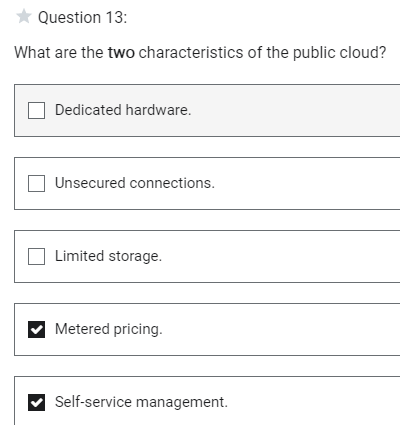 Question 13:
What are the two characteristics of the public cloud?
Dedicated hardware.
Unsecured connections.
Limited storage.
Metered pricing.
Self-service management.